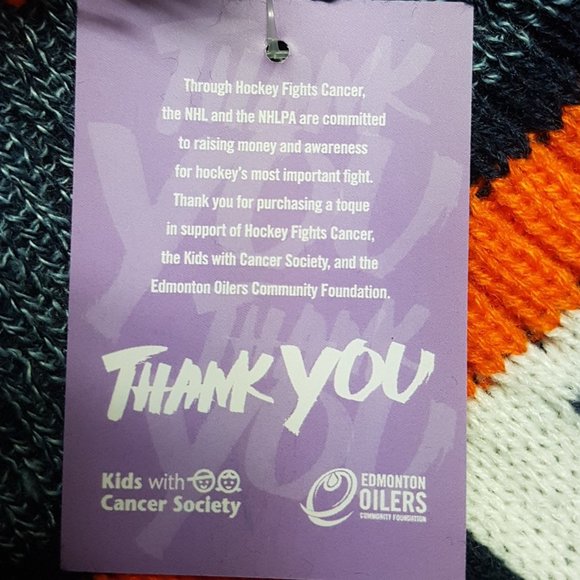 Through Hockey Fights Cancer,
the NHL and the NHLPA are committed
to raising money and awareness
for hockey's most important fight.
Thank you for purchasing a toque
in support of Hockey Fights Cancer,
the Kids with Cancer Society, and the
Edmonton Oilers Community Foundation.
THANK YOU
Kids with
Cancer Society
EDMONTON
OILERS
COMMUNITY FOUNDATION